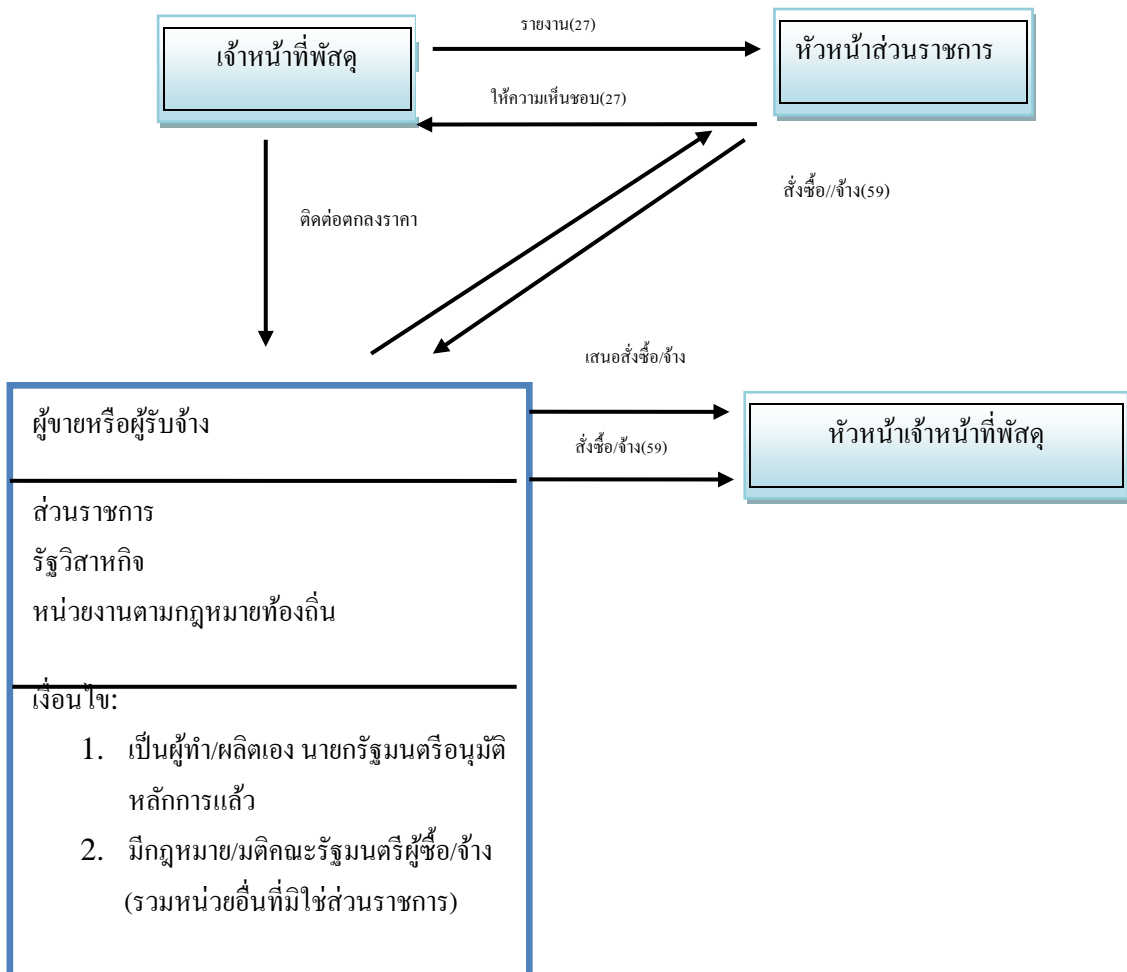 รายงาน(27)
เจ้าหน้าที่พัสดุ
หัวหน้าส่วนราชการ
ให้ความเห็นชอบ(27)
สั่งซื้อ//จ้าง(59)
ติดต่อตกลงราคา
เสนอสั่งซื้อ/จ้าง
ผู้ขายหรือผู้รับจ้าง
หัวหน้าเจ้าหน้าที่พัสดุ
สั่งซื้อ/จ้าง(59)
ส่วนราชการ
รัฐวิสาหกิจ
หน่วยงานตามกฎหมายท้องถิ่น
เงื่อนไข:
1. เป็นผู้ทำ/ผลิตเอง นายกรัฐมนตรีอนุมัติ
หลักการแล้ว
2. มีกฎหมาย/มติคณะรัฐมนตรีผู้ซื้อ/จ้าง
(รวมหน่วยอื่นที่มิใช่ส่วนราชการ)